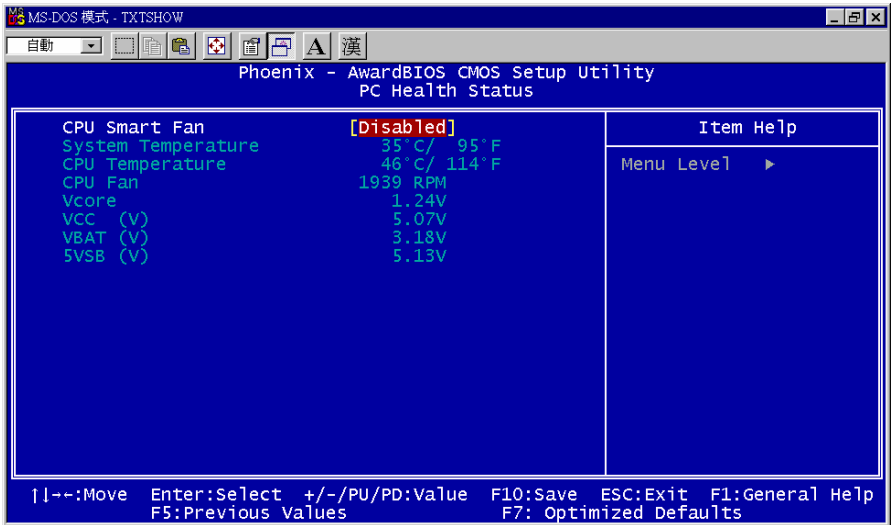 MS-DOS 模式 - TXTSHOW
自動 A 漢
Phoenix - AwardBIOS CMOS Setup Utility
PC Health Status
CPU Smart Fan [Disabled]
System Temperature 35°C/ 95°F
CPU Temperature 46°C/ 114°F
CPU Fan 1939 RPM
Vcore 1.24V
VCC (V) 5.07V
VBAT (V) 3.18V
5VSB (V) 5.13V
Item Help
Menu Level ►
↑↓→←:Move Enter:Select +/-/PU/PD:Value F10:Save ESC:Exit F1:General Help
F5:Previous Values F7: Optimized Defaults